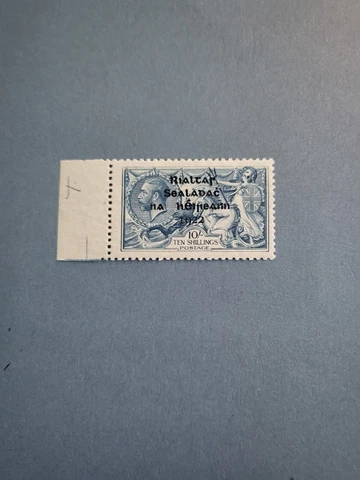 Rialtas
Sealadac
na hÉireann
1922
10/-
TEN SHILLINGS
POSTAGE